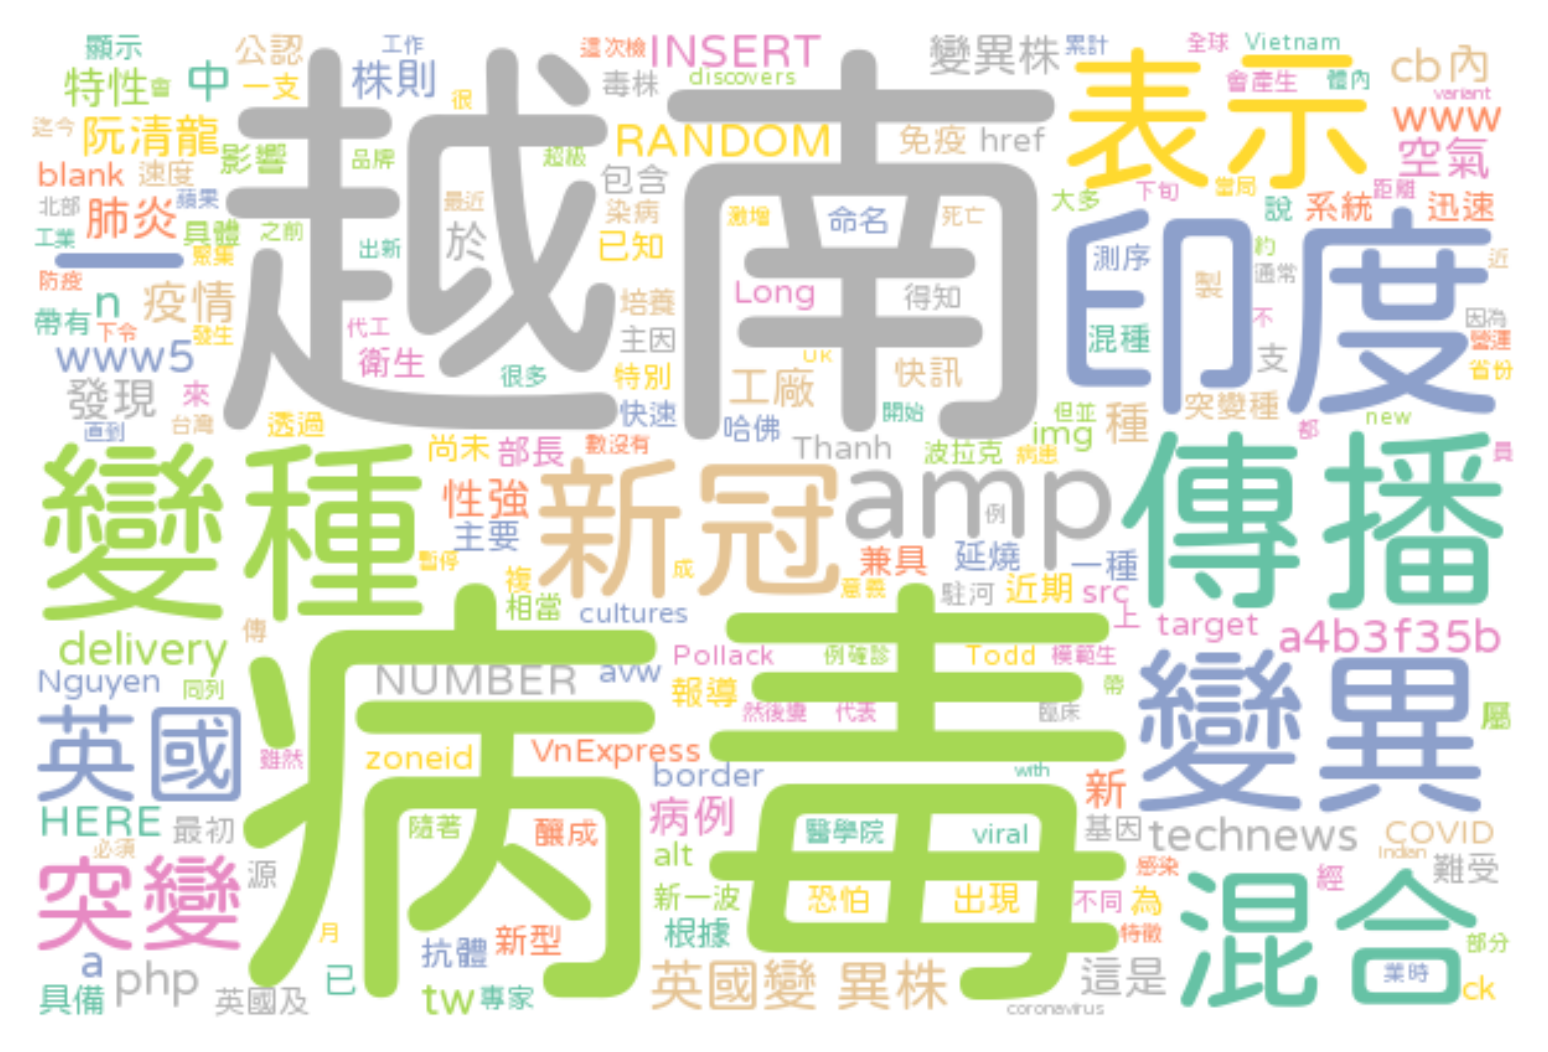 顯示 公認 工作 這次檢 INSERT 變異株 累計 全球 Vietnam
特性 會 中 一支 株則 很 毒株 discovers 會產生 體內 cb 內
variant
迄今 阮清龍 影響 品牌 超級 RANDOM 免疫 href 表示 www
blank 速度 最近 包含 大多 下旬 當局 距離 空氣
北部 肺炎 蘋果 具體 之前 於 染病 激增 命名 死亡 說 系統 迅速
工業 一 聚集 出新 越南 已知 測序 印度 約 近
防疫 n 疫情 培養 Long 得知 製 通常
帶有 下令 發生 代工 主因 混種 不 因為
www5 衛生 很多 特別 UK 工廠 快訊 支 營運
發現 來 快速 哈佛 開始 但並 種 突變種 省份
直到 台灣 透過 尚未 部長 數沒有 Thanh 波拉克 病患 img 都 new
變種 性強 新冠 amp 例 傳播 員
主要 兼具 延燒 一種
暫停 複 成 意義 駐河 近期 src
相當 cultures 上 target a4b3f35b
delivery 傳 Pollack 例確診 Todd 模範生
Nguyen 同列 NUMBER avw 報導 帶 變異
英國 病毒 然後變 代表 臨床 屬
雖然 zoneid VnExpress border with
HERE 最初 隨著 釀成 病例 醫學院 viral 新 基因 technews COVID
必須 alt Indian
突變 源 新一波 恐怕 出現 感染 不同 為 經 難受
月 抗體 新型 根據 特徵 混合 部分
a php 已 英國變 異株 這是 業時
具備 英國及 tw 專家 coronavirus ck